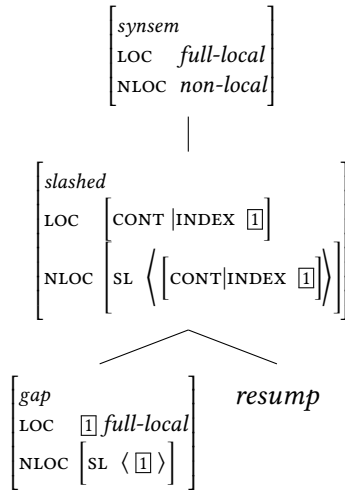 synsem
LOC full-local
NLOC non-local
slashed
LOC [CONT |INDEX 1]
NLOC [SL ⟨[CONT|INDEX 1]⟩]
gap
LOC 1 full-local
NLOC [SL ⟨ 1 ⟩]
resump